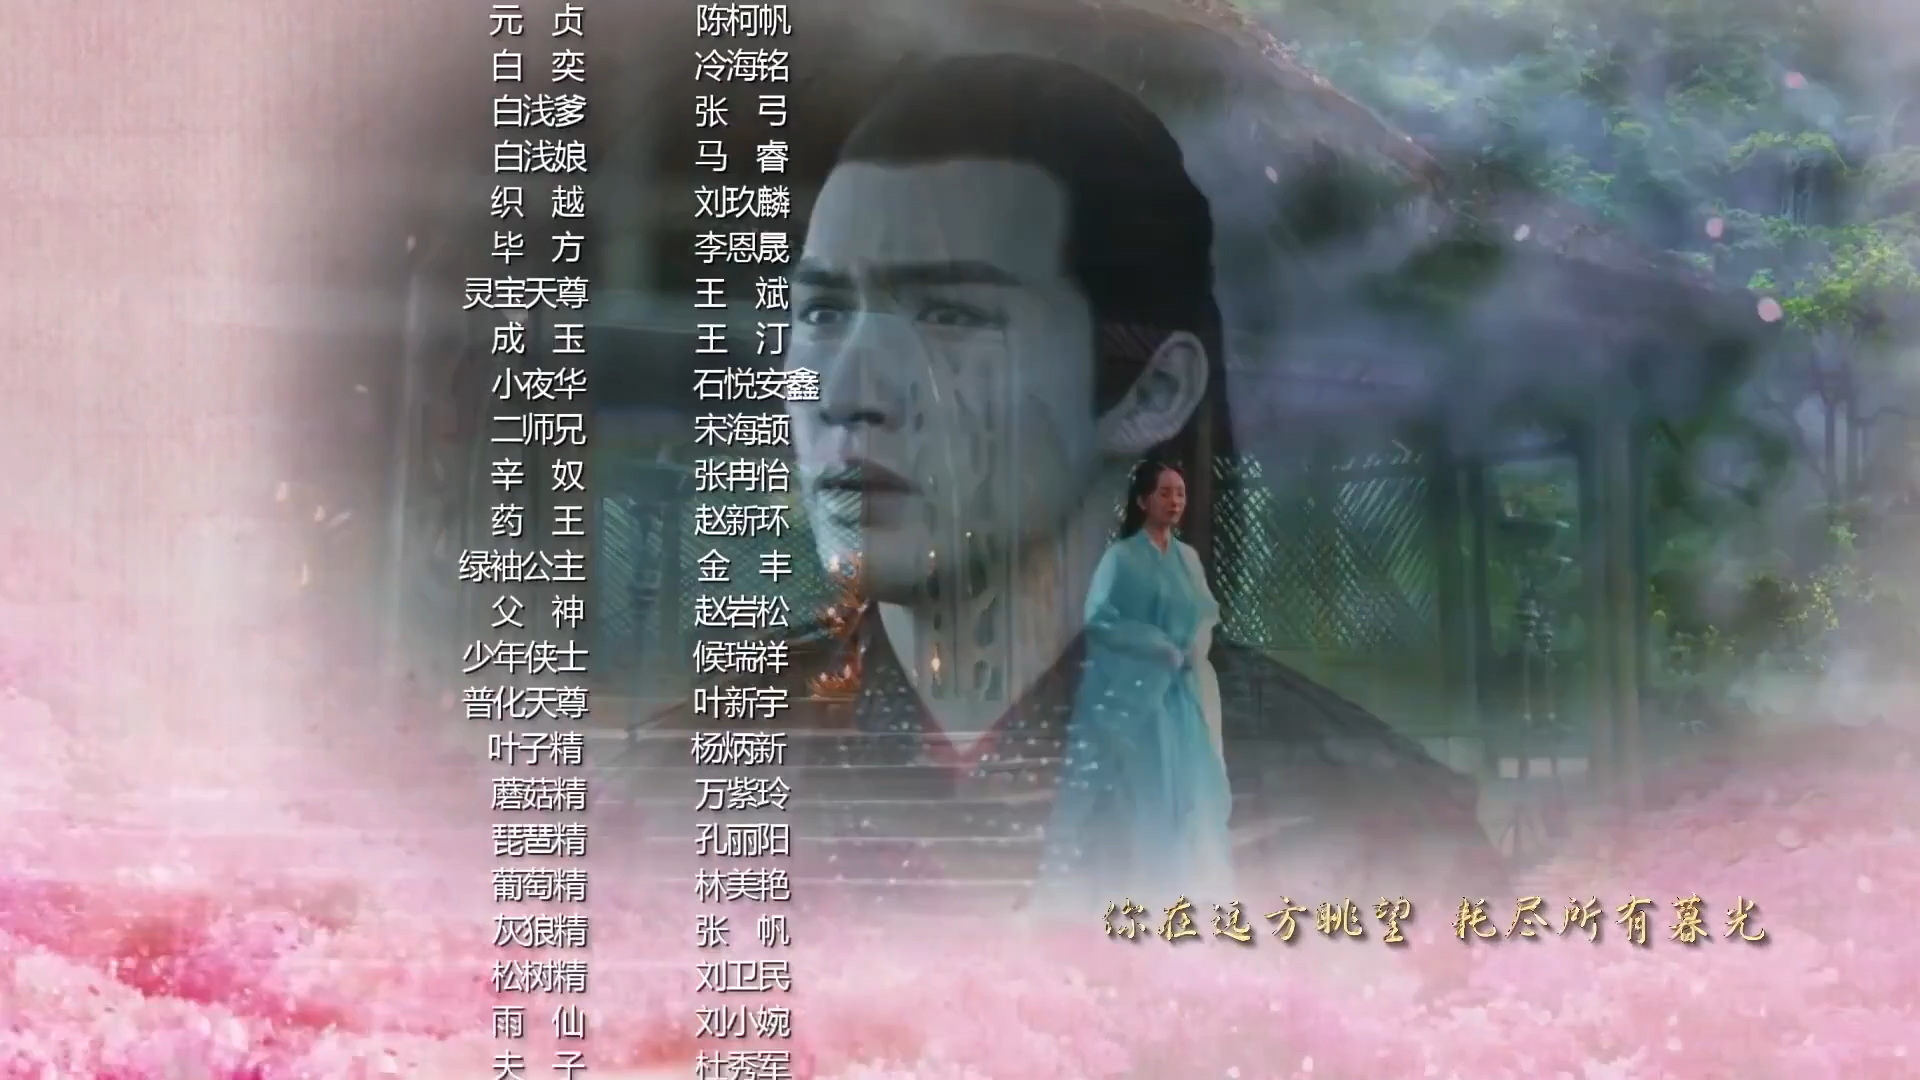 元贞 陈柯帆
白奕 冷海铭
白浅爹 张弓
白浅娘 马睿
织越 刘玖麟
毕方 李恩晟
灵宝天尊 王斌
成玉 王汀
小夜华 石悦安鑫
二师兄 宋海颉
辛奴 张冉怡
药王 赵新环
绿袖公主 金丰
父神 赵岩松
少年侠士 候瑞祥
普化天尊 叶新宇
叶子精 杨炳新
蘑菇精 万紫玲
琵琶精 孔丽阳
葡萄精 林美艳
灰狼精 张帆
松树精 刘卫民
雨仙 刘小婉
夫子 杜秀军
你在远方眺望 耗尽所有暮光